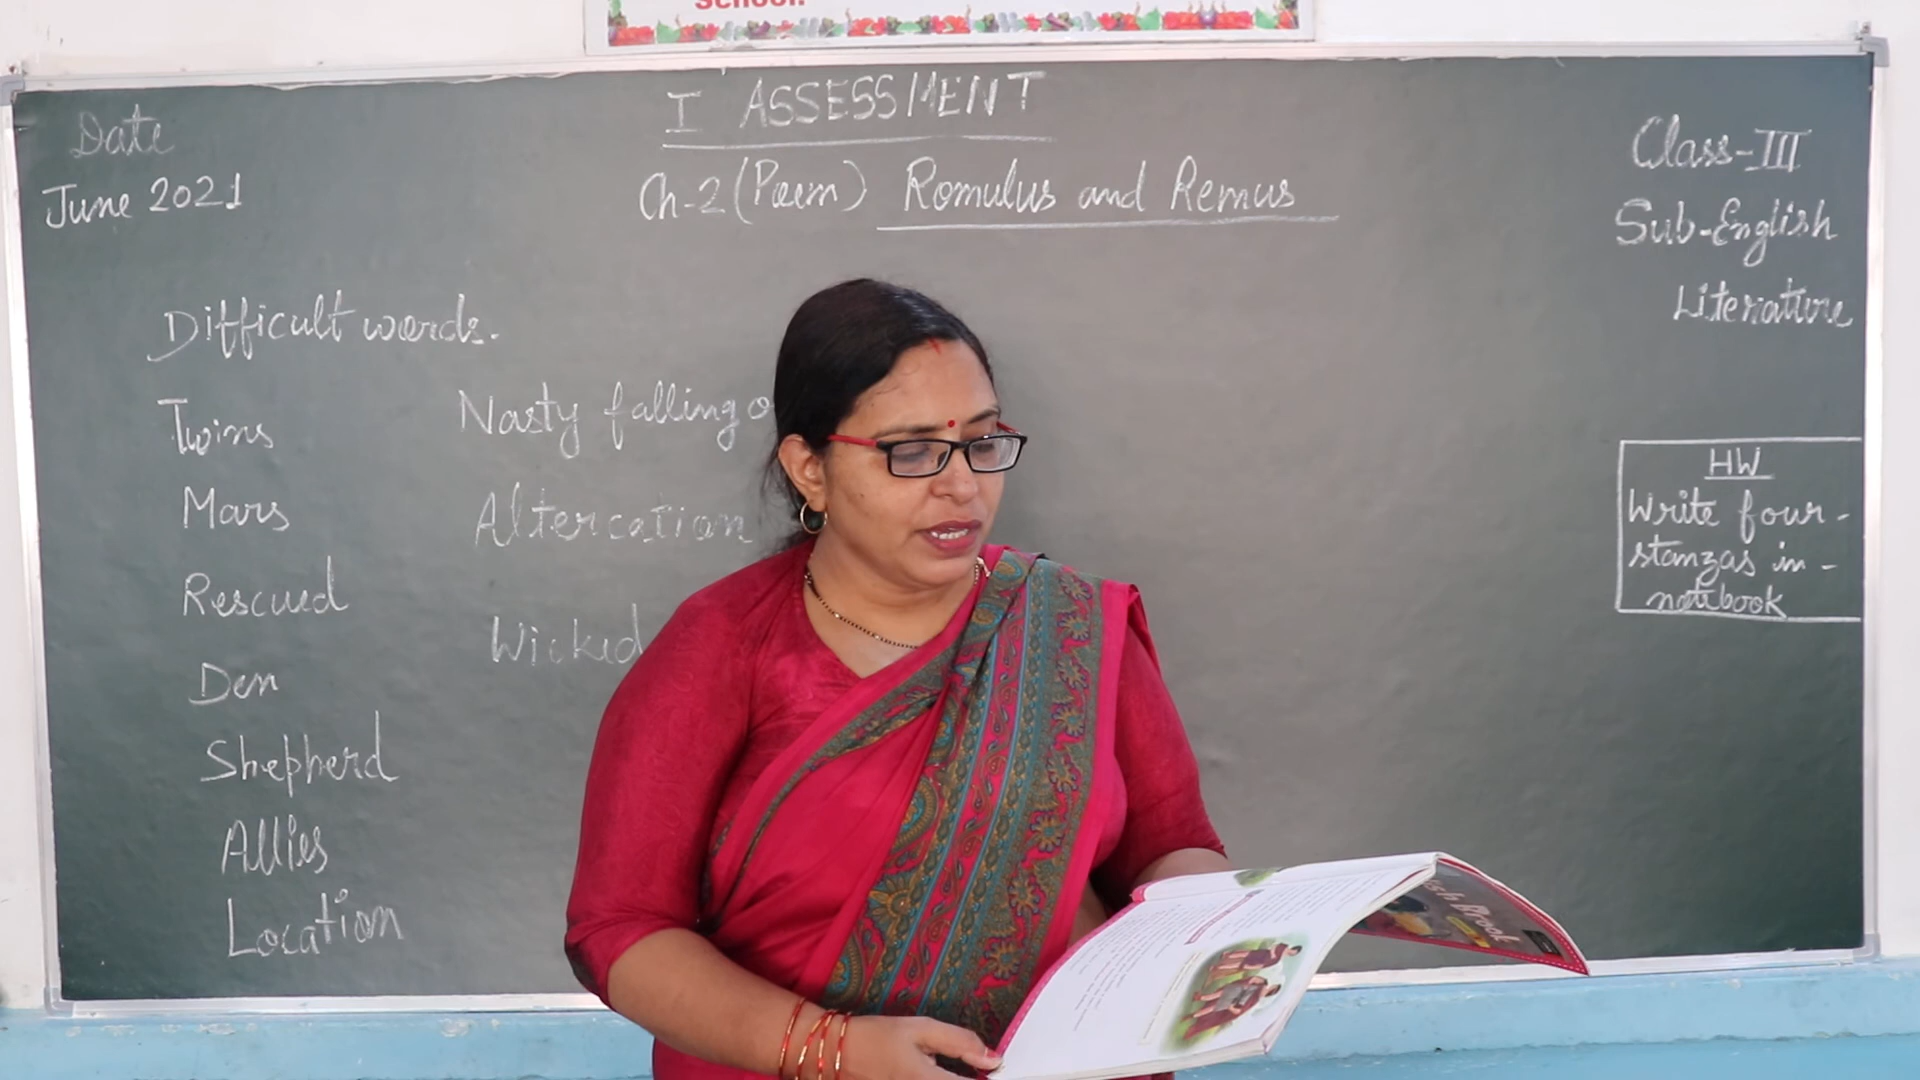 School.
I ASSESSMENT
Ch-2 (Poem) Romulus and Remus
Date
June 2021
Class-III
Sub-English
Literature
Difficult words.
Twins
Mars
Rescued
Den
Shepherd
Allies
Location
Nasty falling o
Altercation
Wicked
HW
Write four-
stanzas in-
notebook